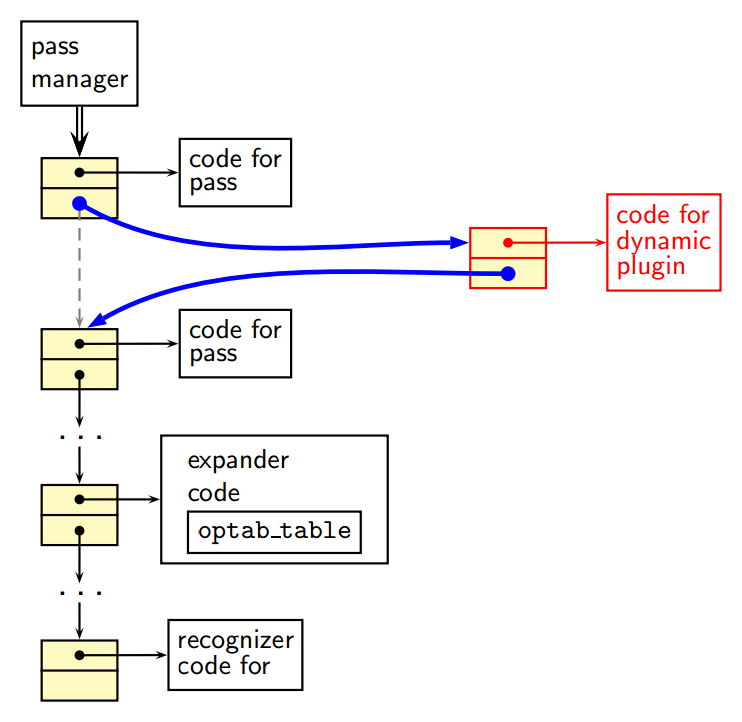 pass
manager
code for
pass
code for
dynamic
plugin
code for
pass
. . .
expander
code
optab_table
. . .
recognizer
code for